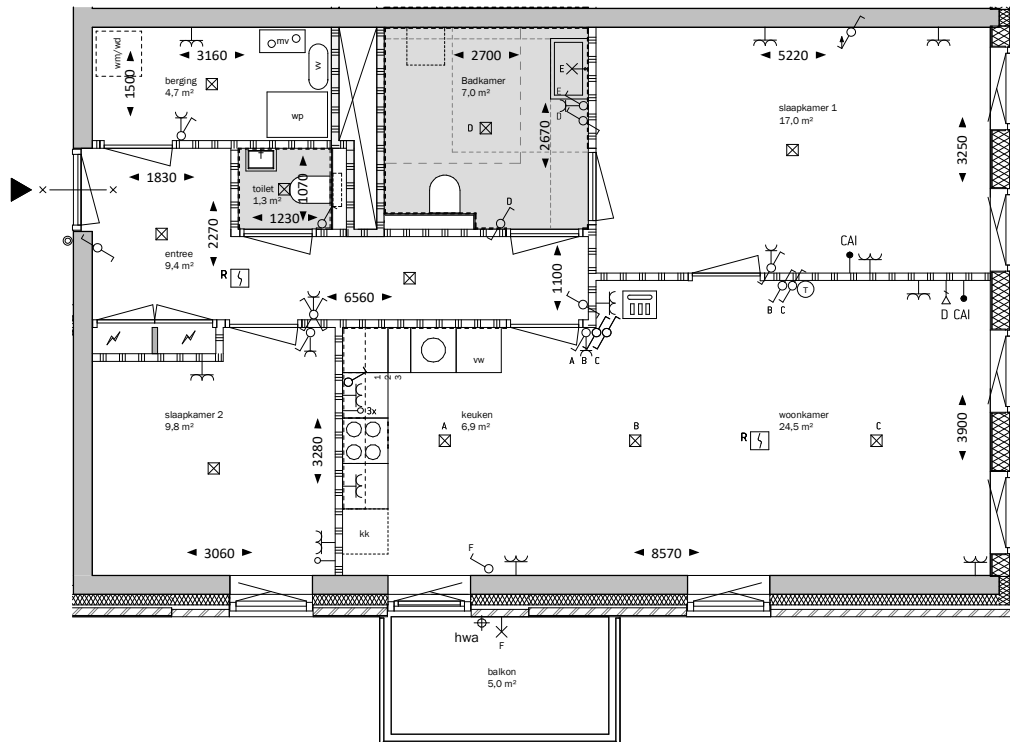 wm/wd
3160
1500
mv
vv
berging
4,7 m²
wp
2700
Badkamer
7,0 m²
E
E
D
D
2670
5220
slaapkamer 1
17,0 m²
3250
1830
toilet
1,3 m²
1070
1230
D
2270
entree
9,4 m²
R
6560
1100
CAI
T
B C
D CAI
A B C
1 2 3
vw
3x
slaapkamer 2
9,8 m²
3280
keuken
6,9 m²
A
B
R
woonkamer
24,5 m²
C
3900
kk
3060
F
8570
hwa
F
balkon
5,0 m²